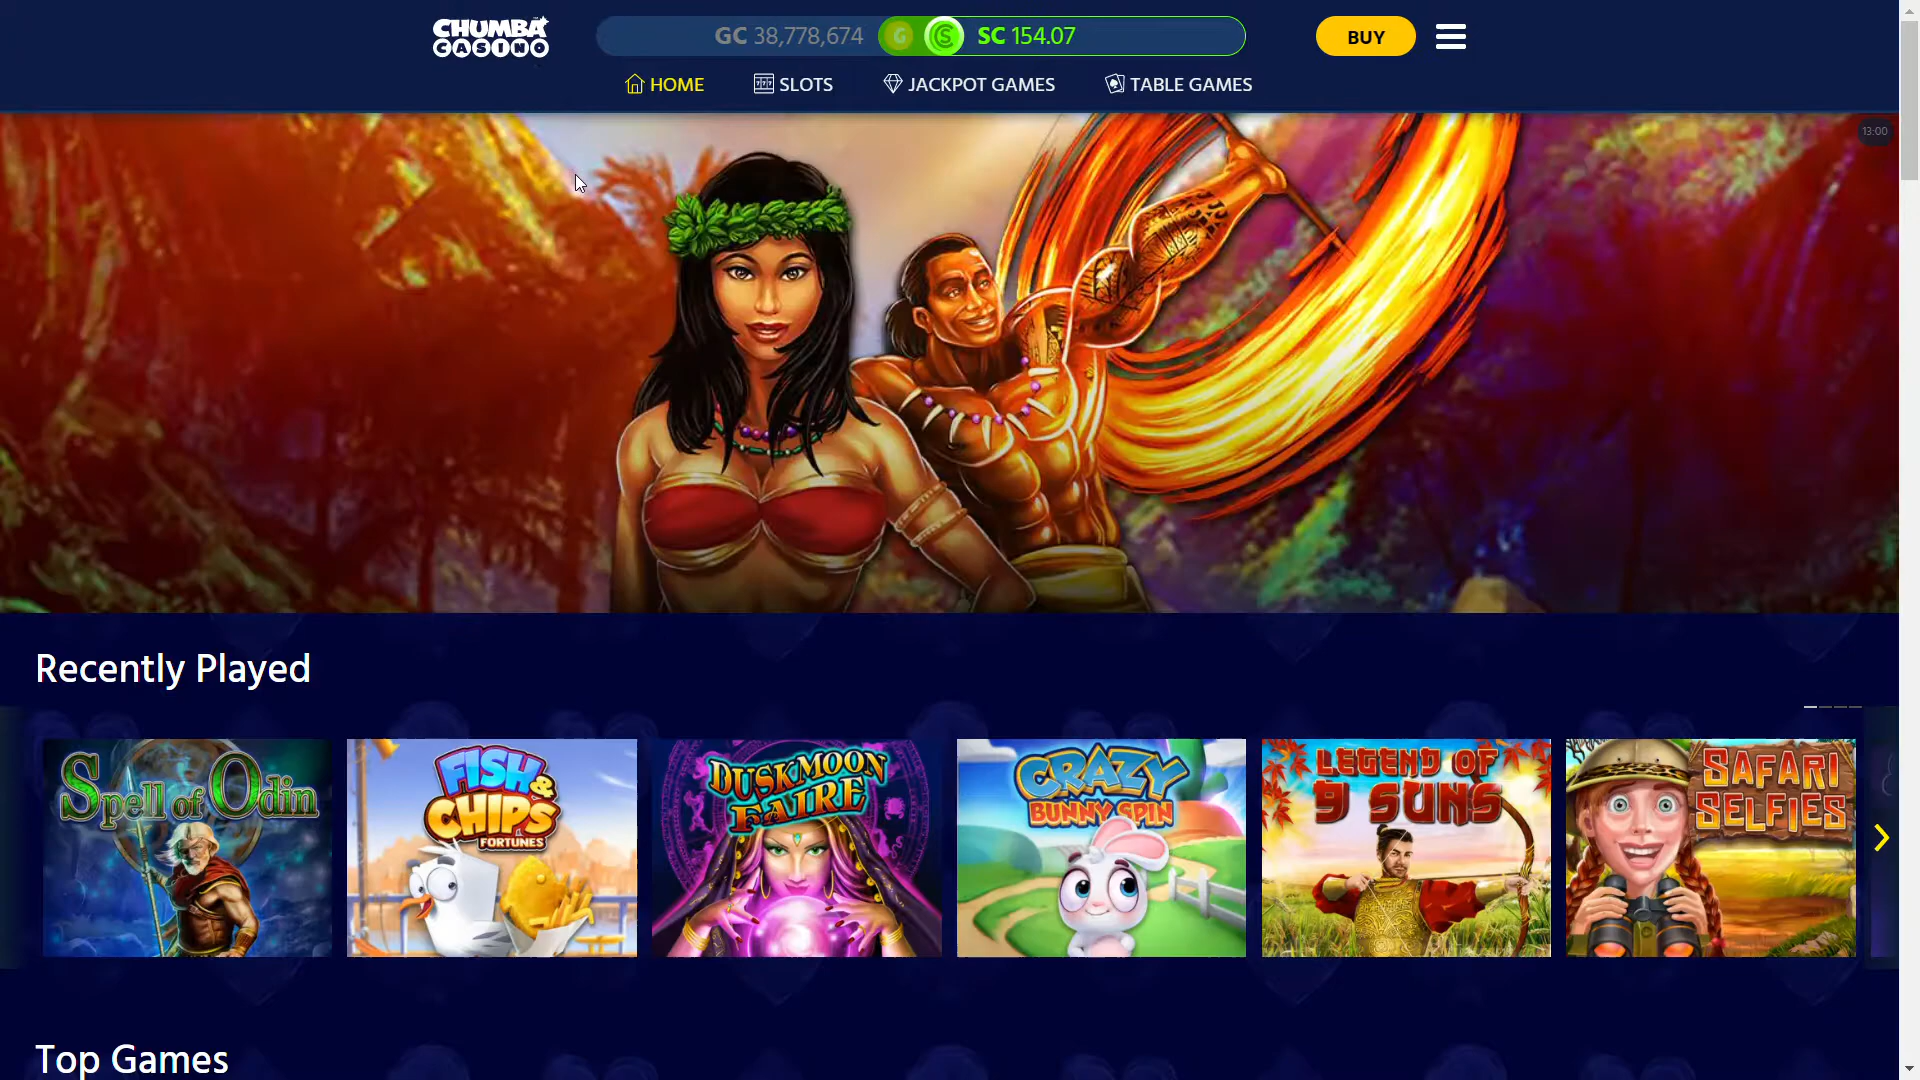 CHUMBA CASINO
GC 38,778,674
G
S
SC 154.07
BUY
HOME
SLOTS
JACKPOT GAMES
TABLE GAMES
13:00
Recently Played
Spell of Odin
FISH & CHIPS FORTUNES
DUSKMOON FAIRE
CRAZY BUNNY SPIN
LEGEND OF 9 SUNS
SAFARI SELFIES
Top Games